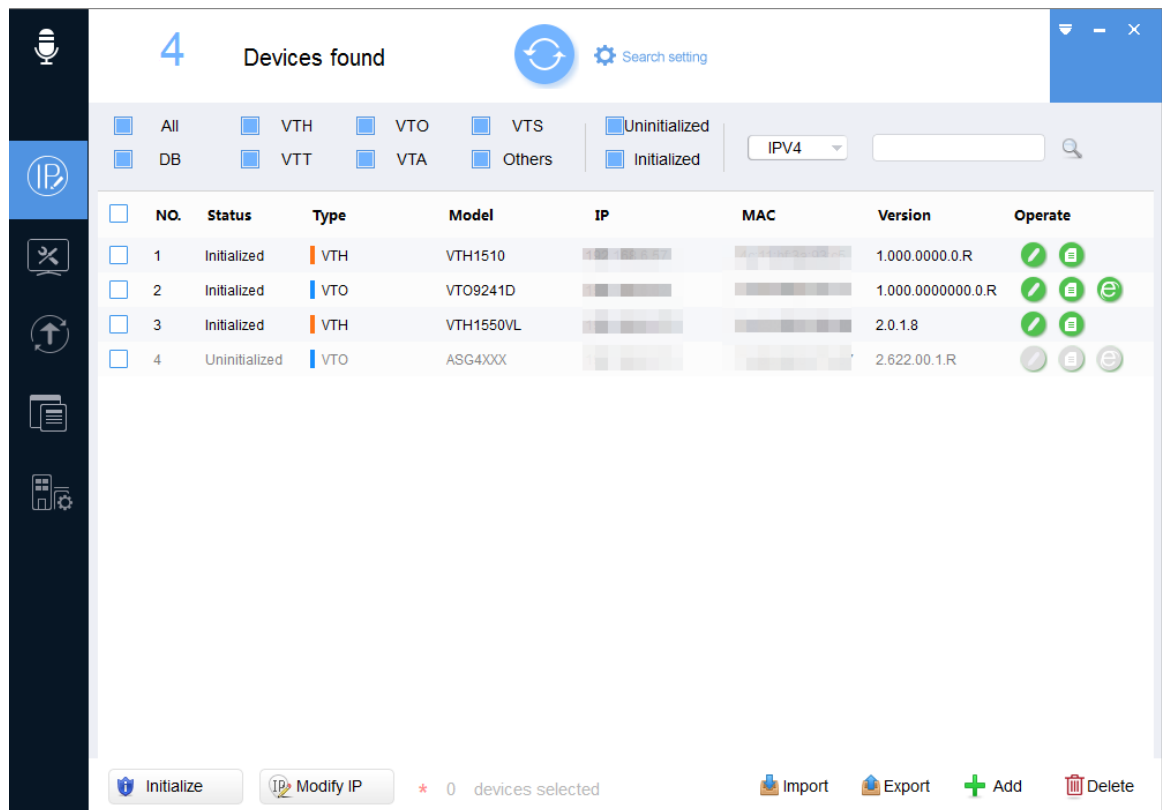 4 Devices found Search setting
All VTH VTO VTS Uninitialized
DB VTT VTA Others Initialized
IPV4
NO. Status Type Model IP MAC Version Operate
1 Initialized VTH VTH1510 1.000.0000.0.R
2 Initialized VTO VTO9241D 1.000.0000000.0.R
3 Initialized VTH VTH1550VL 2.0.1.8
4 Uninitialized VTO ASG4XXX 2.622.00.1.R
Initialize IP Modify IP * 0 devices selected Import Export Add Delete